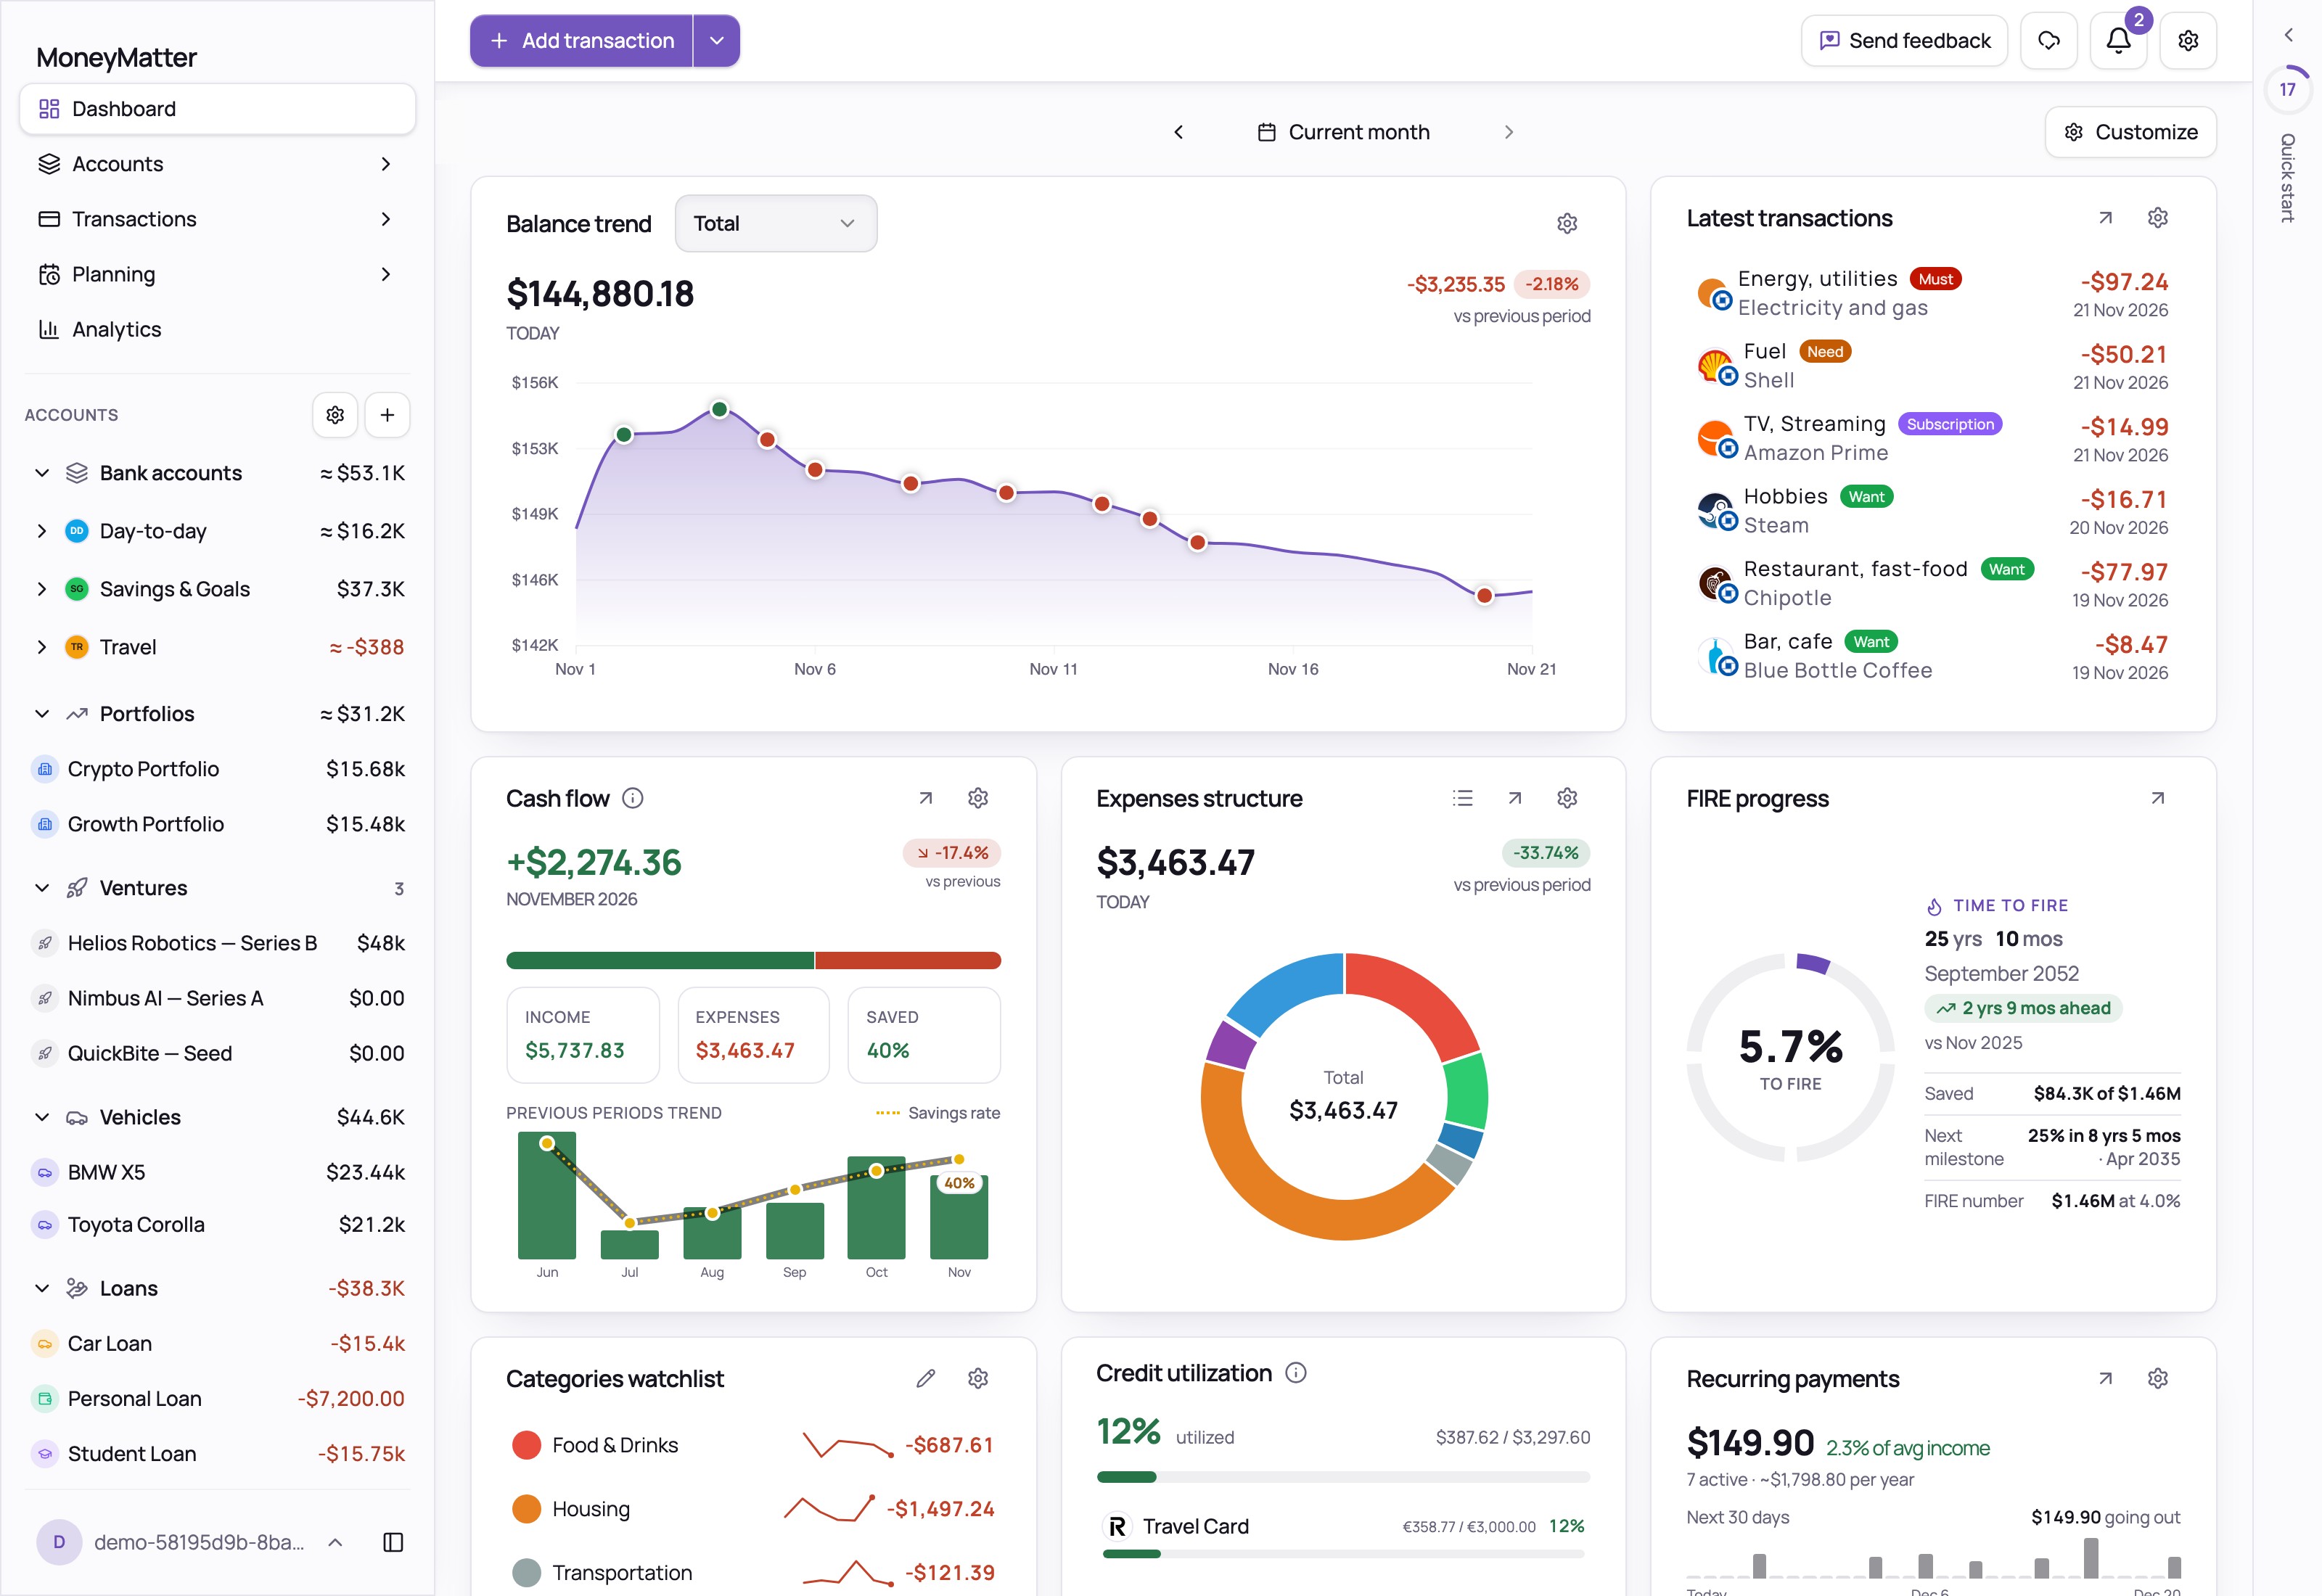 MoneyMatter
Dashboard
Accounts
Transactions
Planning
Analytics
ACCOUNTS
Bank accounts ≈ $53.1K
DD Day-to-day ≈ $16.2K
SG Savings & Goals $37.3K
TR Travel ≈ -$388
Portfolios ≈ $31.2K
Crypto Portfolio $15.68k
Growth Portfolio $15.48k
Ventures 3
Helios Robotics — Series B $48k
Nimbus AI — Series A $0.00
QuickBite — Seed $0.00
Vehicles $44.6K
BMW X5 $23.44k
Toyota Corolla $21.2k
Loans -$38.3K
Car Loan -$15.4k
Personal Loan -$7,200.00
Student Loan -$15.75k
D demo-58195d9b-8ba...
+ Add transaction
Send feedback
2
17
Quick start
Current month
Customize
Balance trend Total
$144,880.18
TODAY
-$3,235.35 -2.18%
vs previous period
$156K
$153K
$149K
$146K
$142K
Nov 1 Nov 6 Nov 11 Nov 16 Nov 21
Latest transactions
Energy, utilities Must -$97.24
Electricity and gas 21 Nov 2026
Fuel Need -$50.21
Shell 21 Nov 2026
TV, Streaming Subscription -$14.99
Amazon Prime 21 Nov 2026
Hobbies Want -$16.71
Steam 20 Nov 2026
Restaurant, fast-food Want -$77.97
Chipotle 19 Nov 2026
Bar, cafe Want -$8.47
Blue Bottle Coffee 19 Nov 2026
Cash flow
+$2,274.36 -17.4%
NOVEMBER 2026 vs previous
INCOME EXPENSES SAVED
$5,737.83 $3,463.47 40%
PREVIOUS PERIODS TREND Savings rate
40%
Jun Jul Aug Sep Oct Nov
Expenses structure
$3,463.47 -33.74%
TODAY vs previous period
Total
$3,463.47
FIRE progress
5.7%
TO FIRE
TIME TO FIRE
25 yrs 10 mos
September 2052
2 yrs 9 mos ahead
vs Nov 2025
Saved $84.3K of $1.46M
Next milestone 25% in 8 yrs 5 mos · Apr 2035
FIRE number $1.46M at 4.0%
Categories watchlist
Food & Drinks -$687.61
Housing -$1,497.24
Transportation -$121.39
Credit utilization
12% utilized $387.62 / $3,297.60
R Travel Card €358.77 / €3,000.00 12%
Recurring payments
$149.90 2.3% of avg income
7 active · ~$1,798.80 per year
Next 30 days $149.90 going out
Today Dec 6 Dec 20